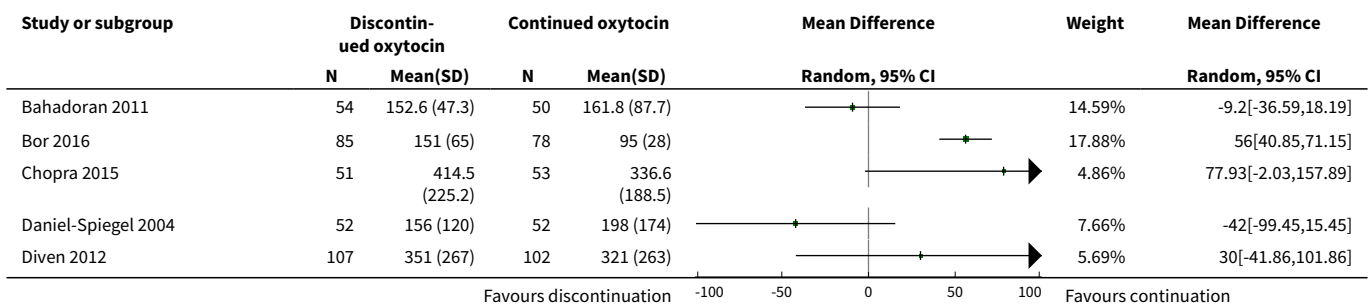 Study or subgroup Discontin- Continued oxytocin Mean Difference Weight Mean Difference
ued oxytocin
N Mean(SD) N Mean(SD) Random, 95% CI Random, 95% CI
Bahadoran 2011 54 152.6 (47.3) 50 161.8 (87.7) 14.59% -9.2[-36.59,18.19]
Bor 2016 85 151 (65) 78 95 (28) 17.88% 56[40.85,71.15]
Chopra 2015 51 414.5 53 336.6 4.86% 77.93[-2.03,157.89]
(225.2) (188.5)
Daniel-Spiegel 2004 52 156 (120) 52 198 (174) 7.66% -42[-99.45,15.45]
Diven 2012 107 351 (267) 102 321 (263) 5.69% 30[-41.86,101.86]
Favours discontinuation -100 -50 0 50 100 Favours continuation